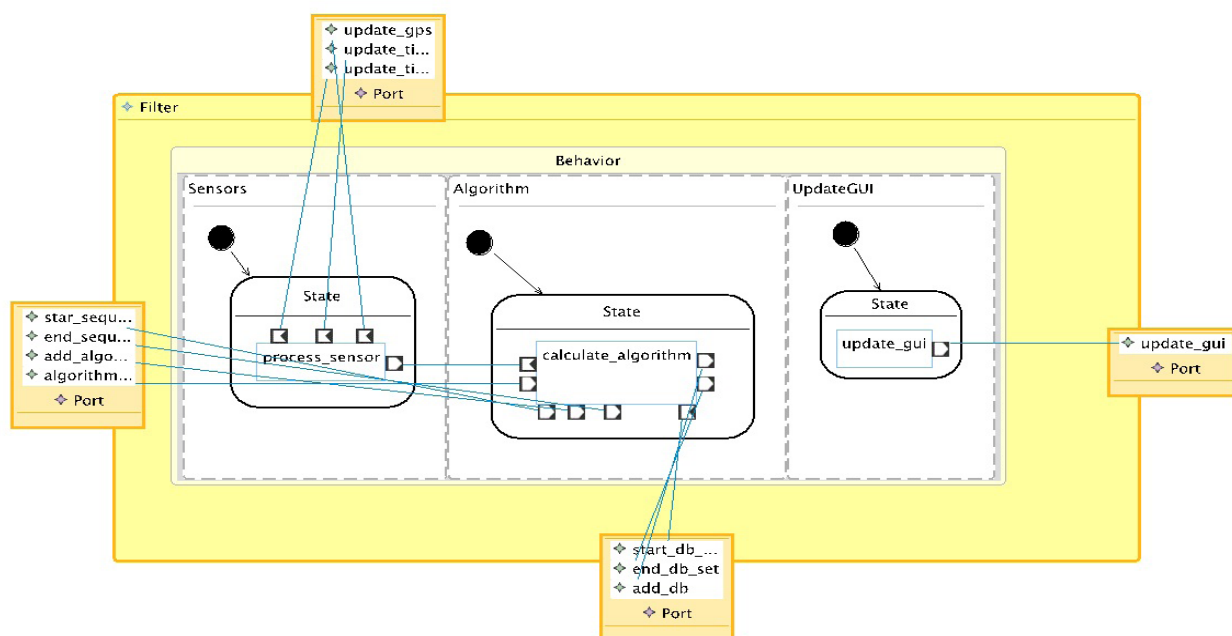 update_gps
update_ti...
update_ti...
Port
Filter
Behavior
Sensors
Algorithm
UpdateGUI
State
process_sensor
State
calculate_algorithm
State
update_gui
star_sequ...
end_sequ...
add_algo...
algorithm...
Port
update_gui
Port
start_db_...
end_db_set
add_db
Port